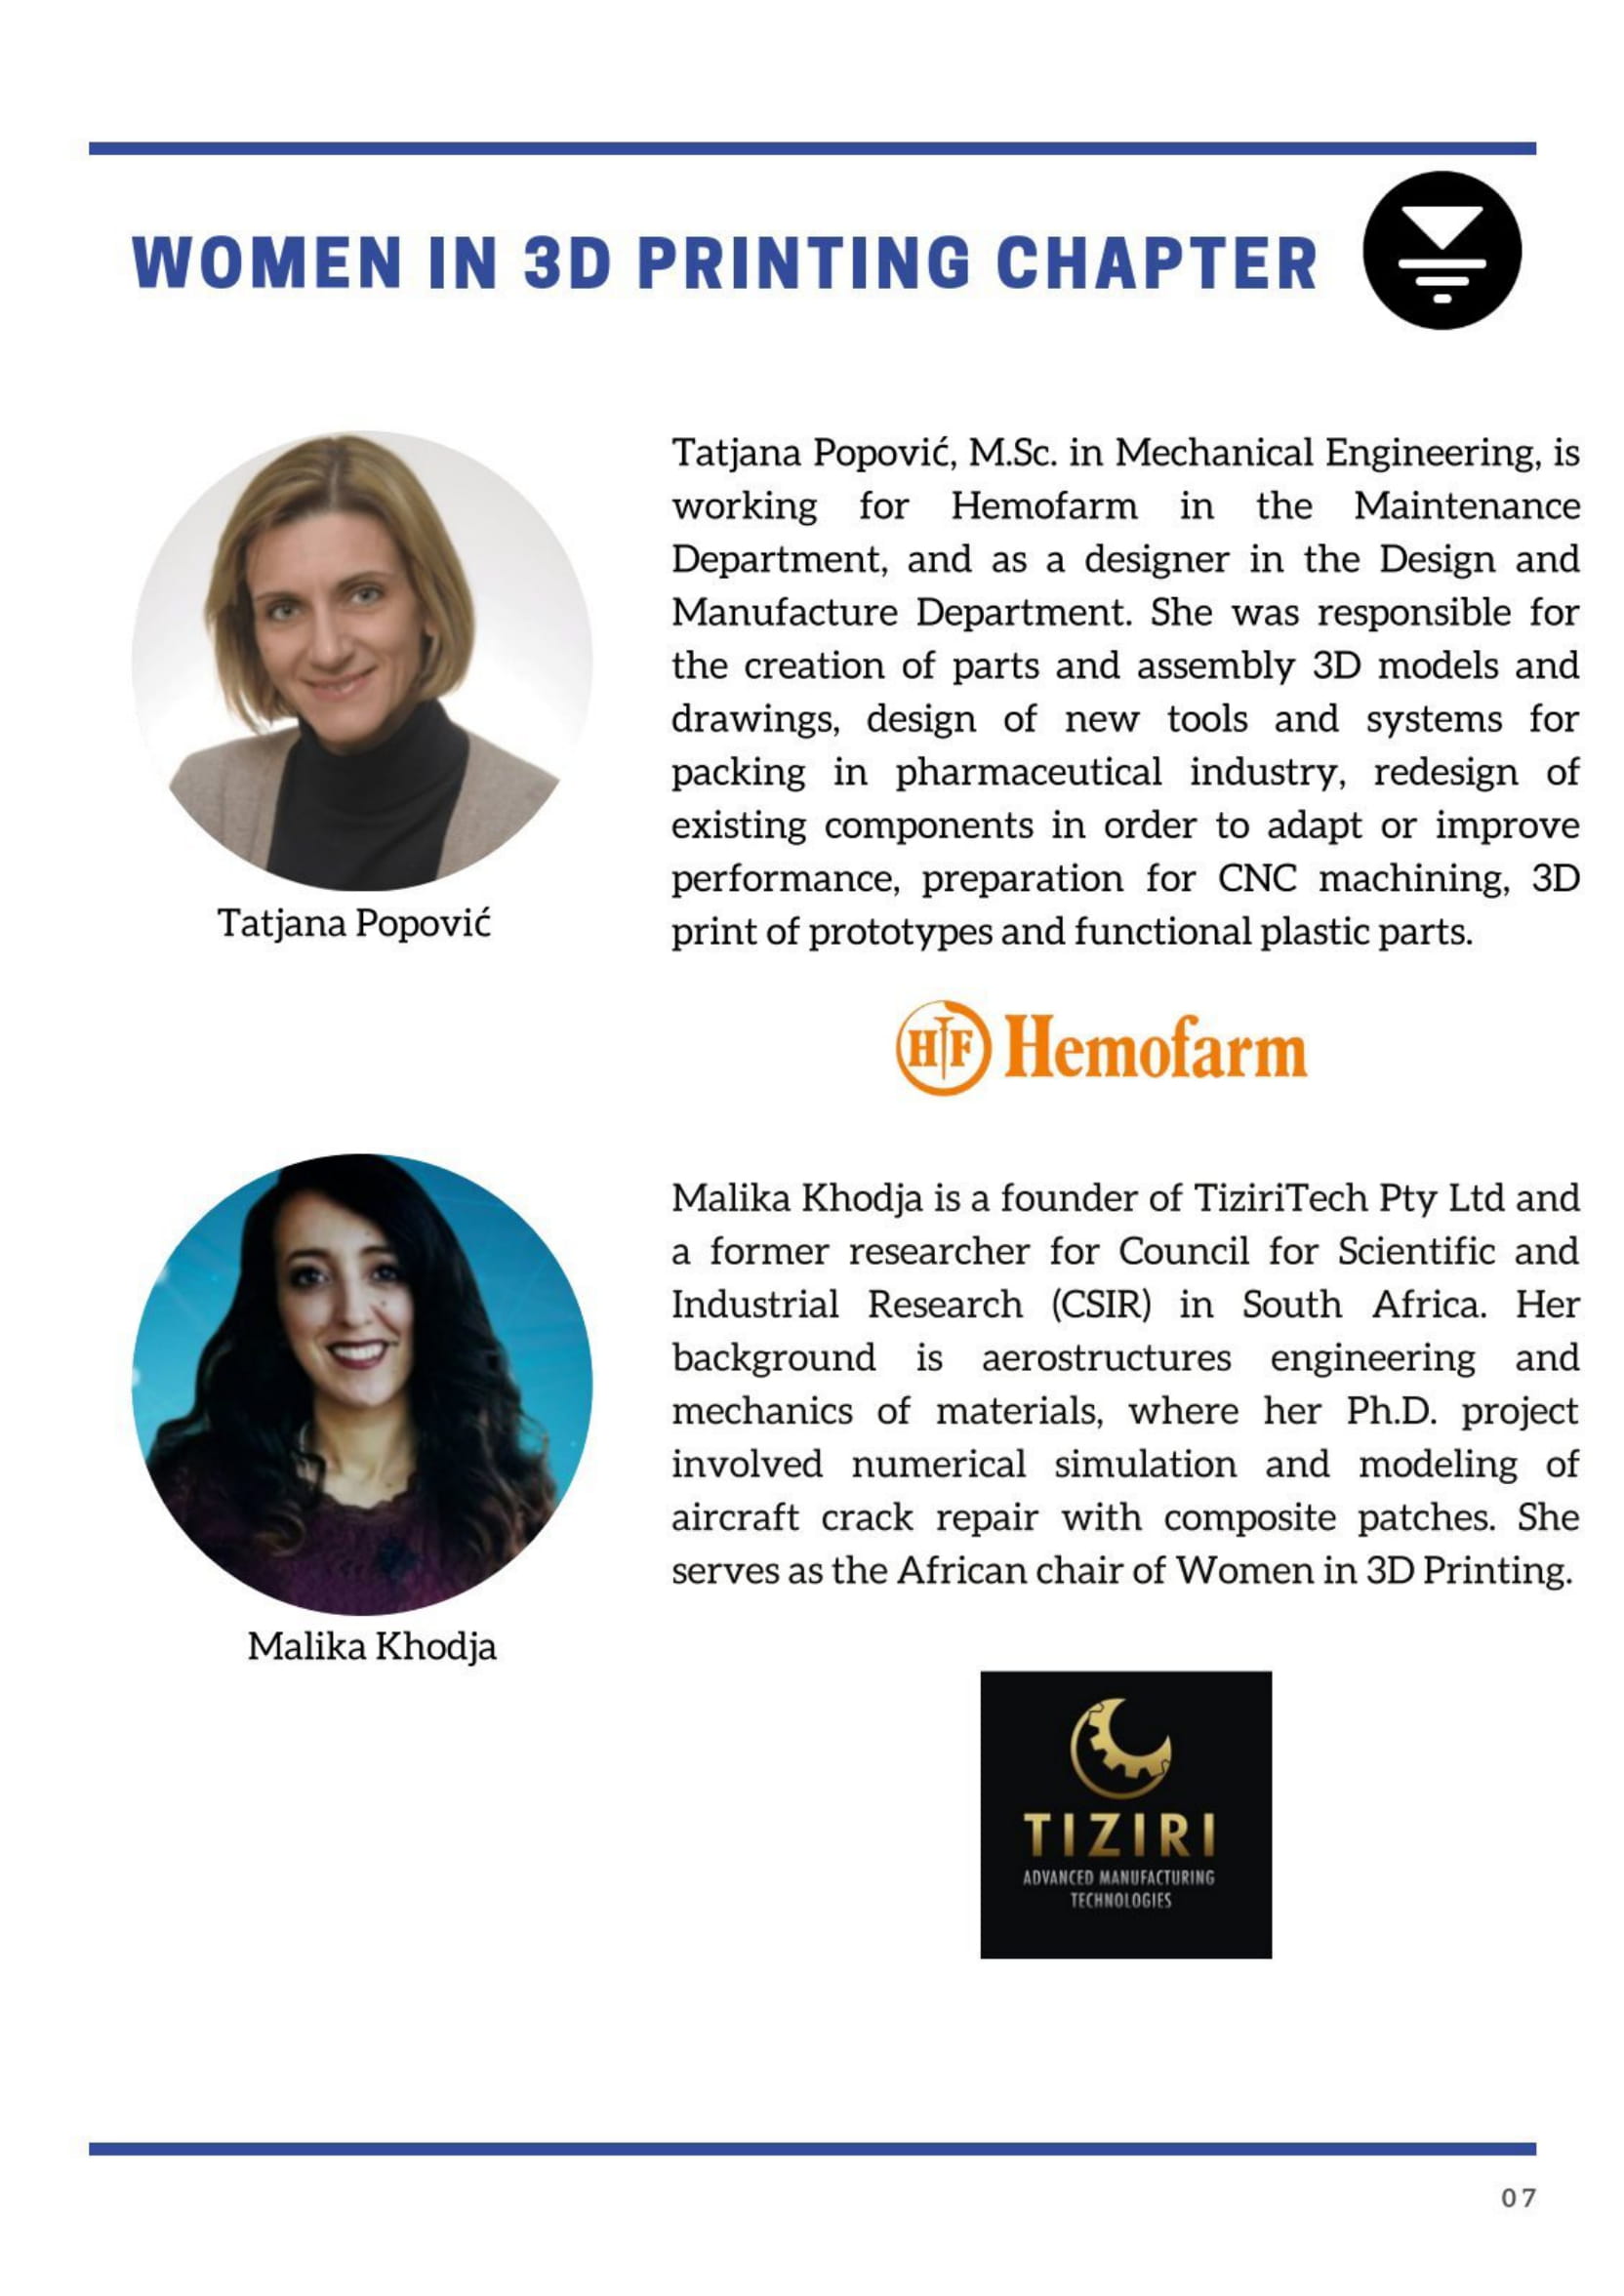 WOMEN IN 3D PRINTING CHAPTER
Tatjana Popović, M.Sc. in Mechanical Engineering, is
working for Hemofarm in the Maintenance
Department, and as a designer in the Design and
Manufacture Department. She was responsible for
the creation of parts and assembly 3D models and
drawings, design of new tools and systems for
packing in pharmaceutical industry, redesign of
existing components in order to adapt or improve
performance, preparation for CNC machining, 3D
print of prototypes and functional plastic parts.
Tatjana Popović
HF Hemofarm
Malika Khodja is a founder of TiziriTech Pty Ltd and
a former researcher for Council for Scientific and
Industrial Research (CSIR) in South Africa. Her
background is aerostructures engineering and
mechanics of materials, where her Ph.D. project
involved numerical simulation and modeling of
aircraft crack repair with composite patches. She
serves as the African chair of Women in 3D Printing.
Malika Khodja
TIZIRI
ADVANCED MANUFACTURING
TECHNOLOGIES
07